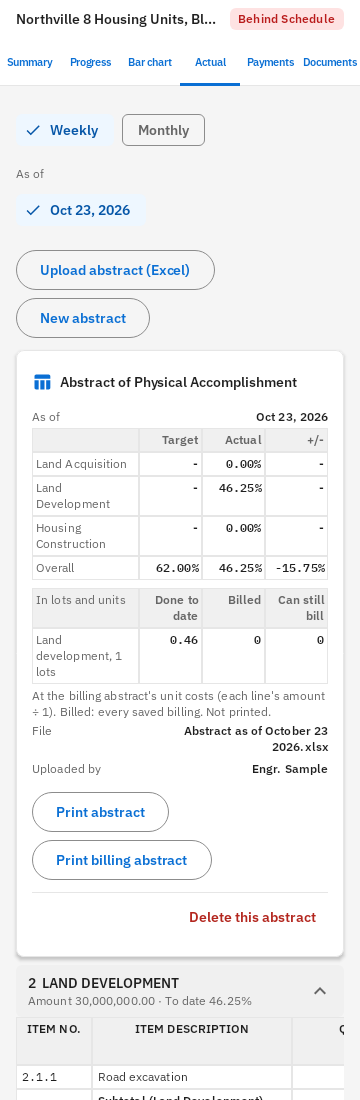 Northville 8 Housing Units, Bl... Behind Schedule
Summary Progress Bar chart Actual Payments Documents
Weekly Monthly
As of
Oct 23, 2026
Upload abstract (Excel)
New abstract
Abstract of Physical Accomplishment
As of Oct 23, 2026
Target Actual +/-
Land Acquisition - 0.00% -
Land Development - 46.25% -
Housing Construction - 0.00% -
Overall 62.00% 46.25% -15.75%
In lots and units Done to date Billed Can still bill
Land development, 1 lots 0.46 0 0
At the billing abstract's unit costs (each line's amount
÷ 1). Billed: every saved billing. Not printed.
File Abstract as of October 23 2026.xlsx
Uploaded by Engr. Sample
Print abstract
Print billing abstract
Delete this abstract
2 LAND DEVELOPMENT
Amount 30,000,000.00 · To date 46.25%
ITEM NO. ITEM DESCRIPTION Q
2.1.1 Road excavation
Subtotal (Land Development)